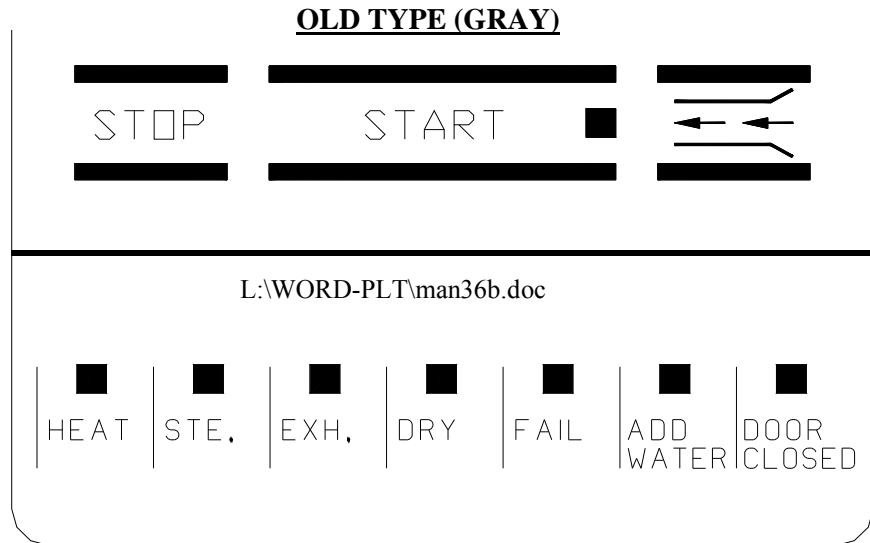 OLD TYPE (GRAY)
STOP START
L:\WORD-PLT\man36b.doc
HEAT STE. EXH. DRY FAIL ADD WATER DOOR CLOSED